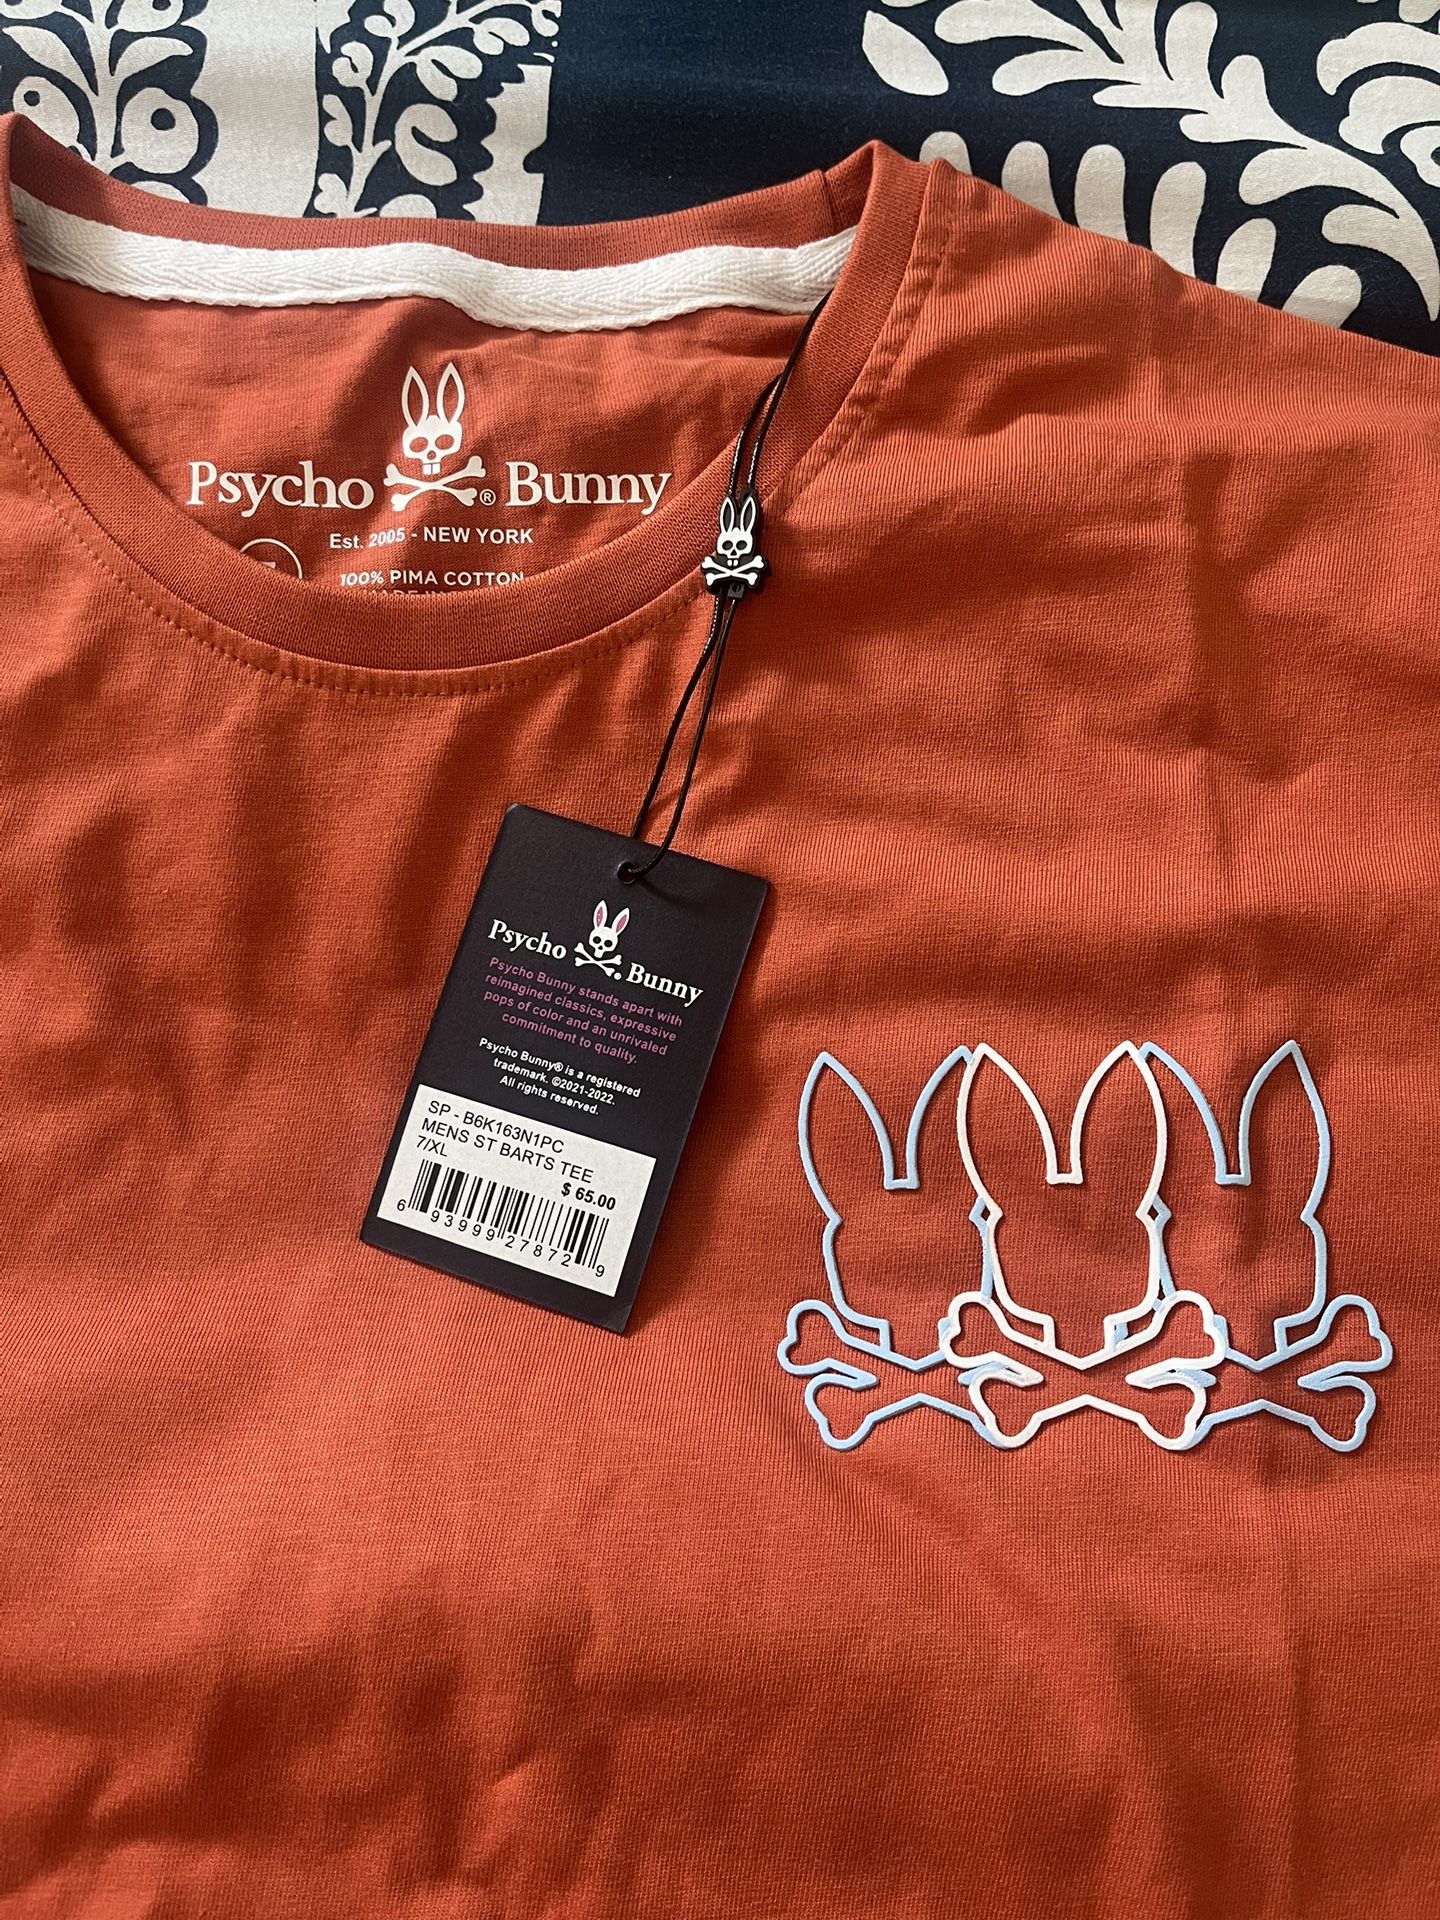 Psycho ® Bunny
Est. 2005 - NEW YORK
100% PIMA COTTON
Psycho Bunny
Psycho Bunny stands apart with
reimagined classics, expressive
pops of color and an unrivaled
commitment to quality.
Psycho Bunny® is a registered
trademark. ©2021-2022.
All rights reserved.
SP - B6K163N1PC
MENS ST BARTS TEE
7/XL
$ 65.00
6 93999 27872 9